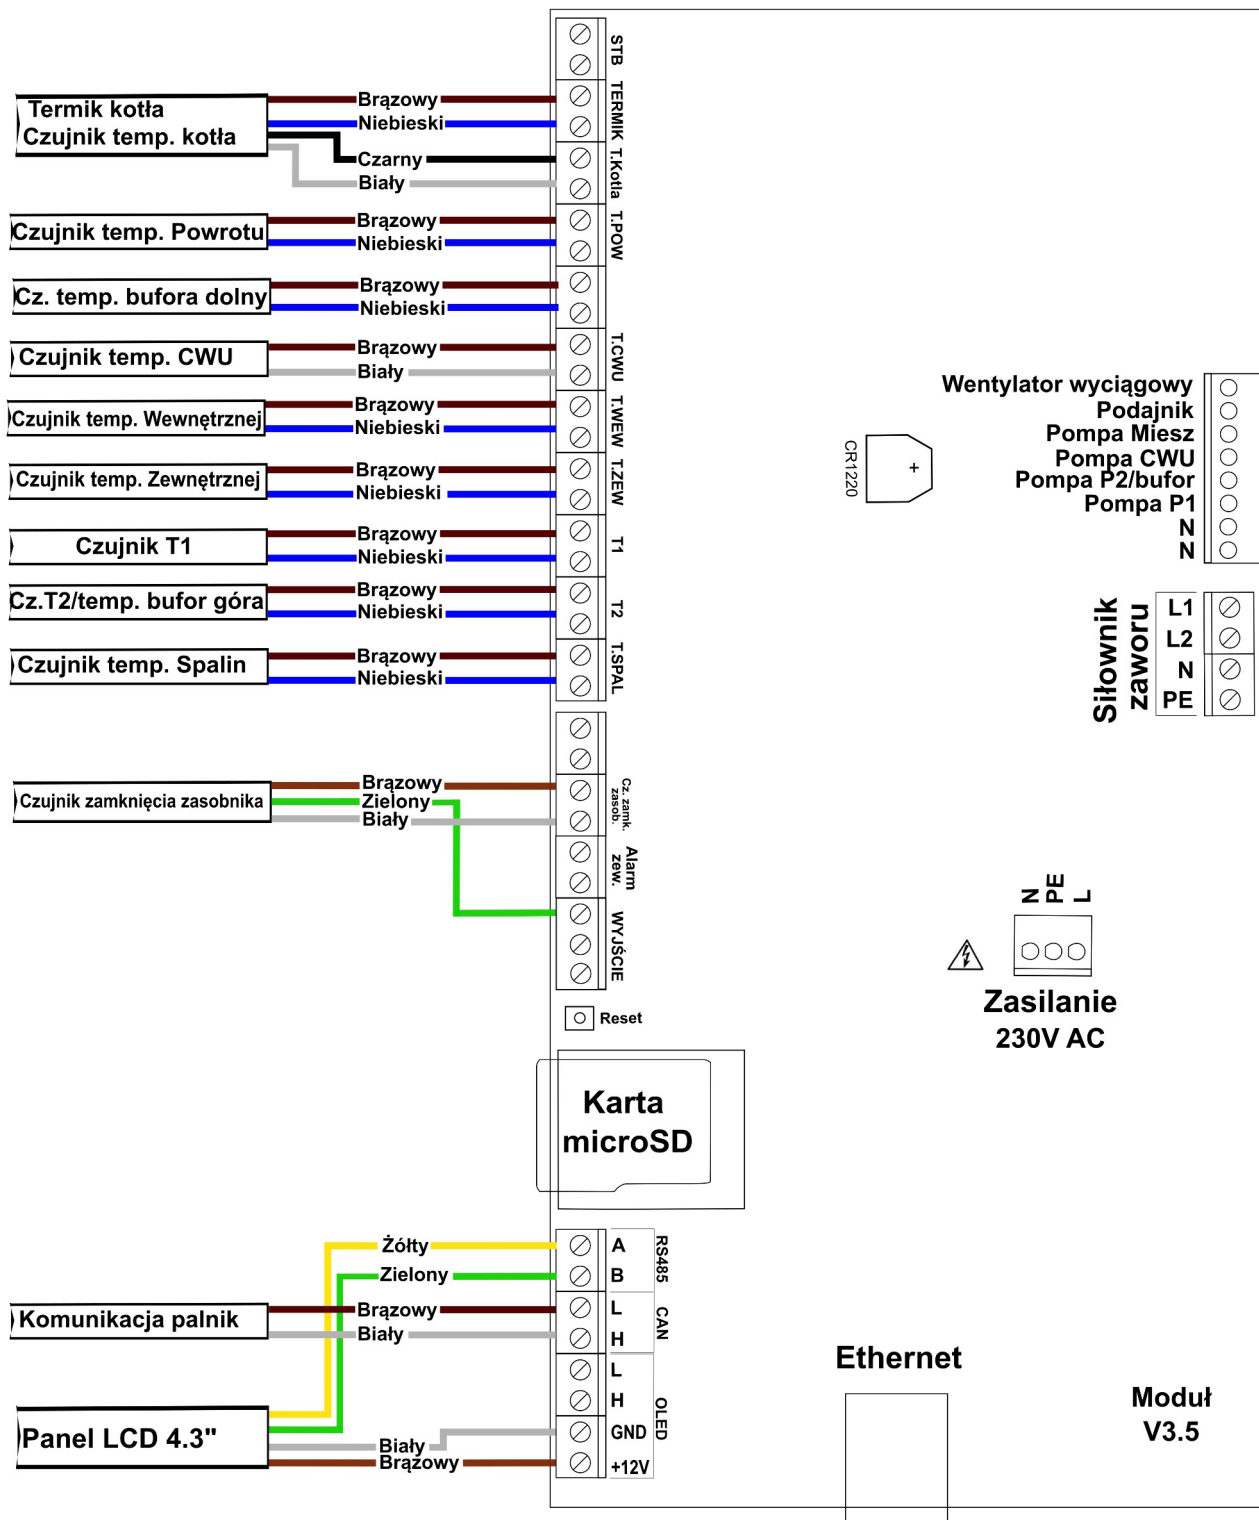 STB
Termik kotła
Czujnik temp. kotła
Brązowy
Niebieski
Czarny
Biały
TERMIK
T.Kotla
Czujnik temp. Powrotu
Brązowy
Niebieski
T.POW
Cz. temp. bufora dolny
Brązowy
Niebieski
Czujnik temp. CWU
Brązowy
Biały
T.CWU
Czujnik temp. Wewnętrznej
Brązowy
Niebieski
T.WEW
Czujnik temp. Zewnętrznej
Brązowy
Niebieski
T.ZEW
Czujnik T1
Brązowy
Niebieski
T1
Cz.T2/temp. bufor góra
Brązowy
Niebieski
T2
Czujnik temp. Spalin
Brązowy
Niebieski
T.SPAL
Czujnik zamknięcia zasobnika
Brązowy
Zielony
Biały
Cz. zamk.
zasob.
Alarm
zew.
WYJŚCIE
Reset
Karta
microSD
Żółty
Zielony
A
B
RS485
Komunikacja palnik
Brązowy
Biały
L
H
CAN
L
H
GND
+12V
OLED
Panel LCD 4.3"
Biały
Brązowy
CR1220
+
Wentylator wyciągowy
Podajnik
Pompa Miesz
Pompa CWU
Pompa P2/bufor
Pompa P1
N
N
Siłownik
zaworu
L1
L2
N
PE
N
PE
L
Zasilanie
230V AC
Ethernet
Moduł
V3.5